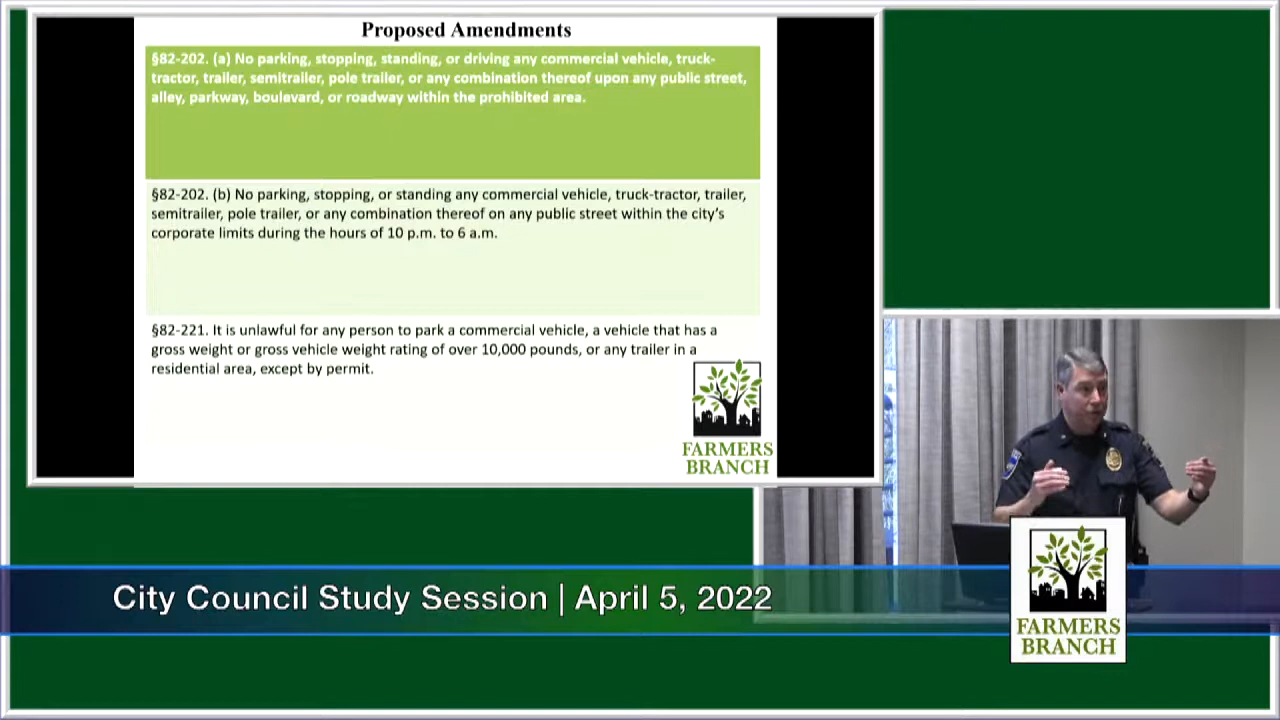 Proposed Amendments
§82-202. (a) No parking, stopping, standing, or driving any commercial vehicle, truck-
tractor, trailer, semitrailer, pole trailer, or any combination thereof upon any public street,
alley, parkway, boulevard, or roadway within the prohibited area.
§82-202. (b) No parking, stopping, or standing any commercial vehicle, truck-tractor, trailer,
semitrailer, pole trailer, or any combination thereof on any public street within the city's
corporate limits during the hours of 10 p.m. to 6 a.m.
§82-221. It is unlawful for any person to park a commercial vehicle, a vehicle that has a
gross weight or gross vehicle weight rating of over 10,000 pounds, or any trailer in a
residential area, except by permit.
FARMERS
BRANCH
City Council Study Session | April 5, 2022
FARMERS
BRANCH